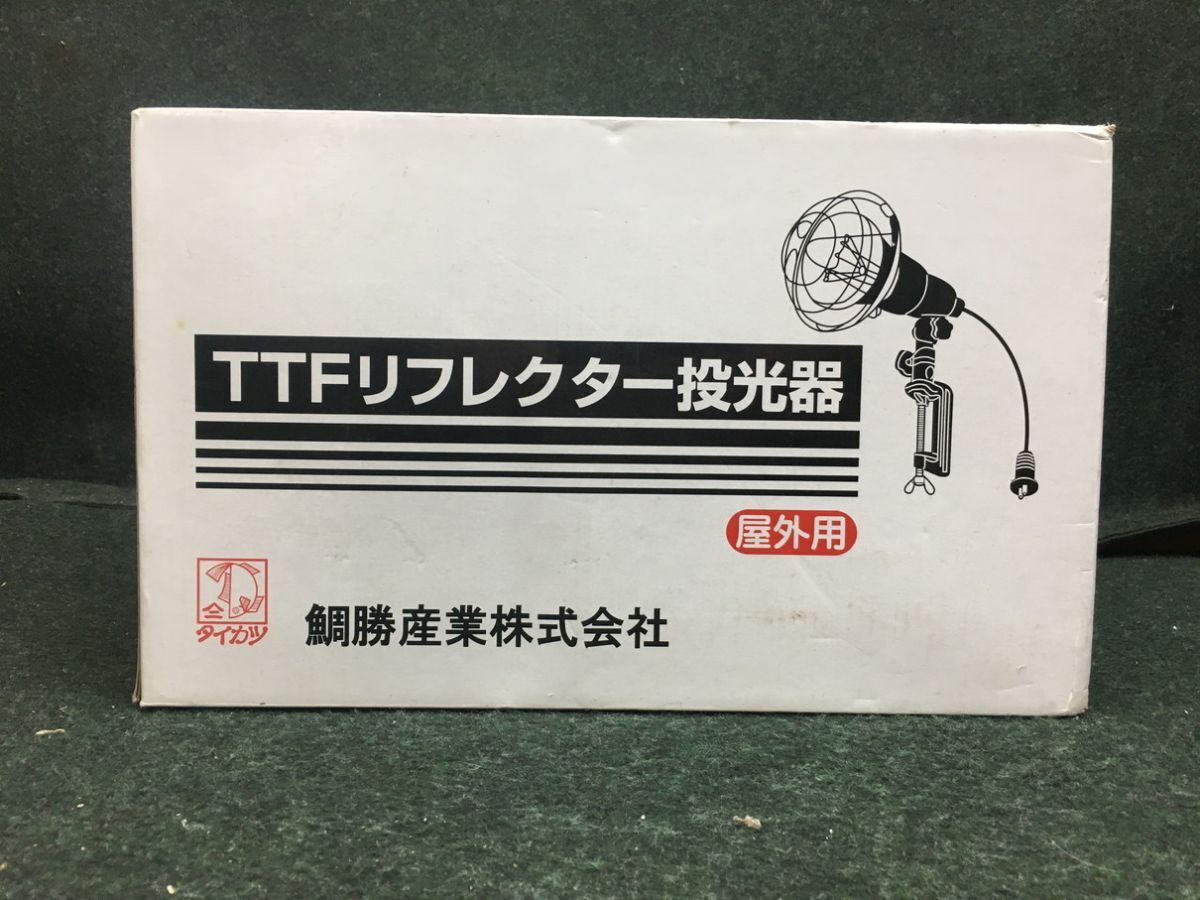 TTFリフレクター投光器
屋外用
タイカツ
鯛勝産業株式会社